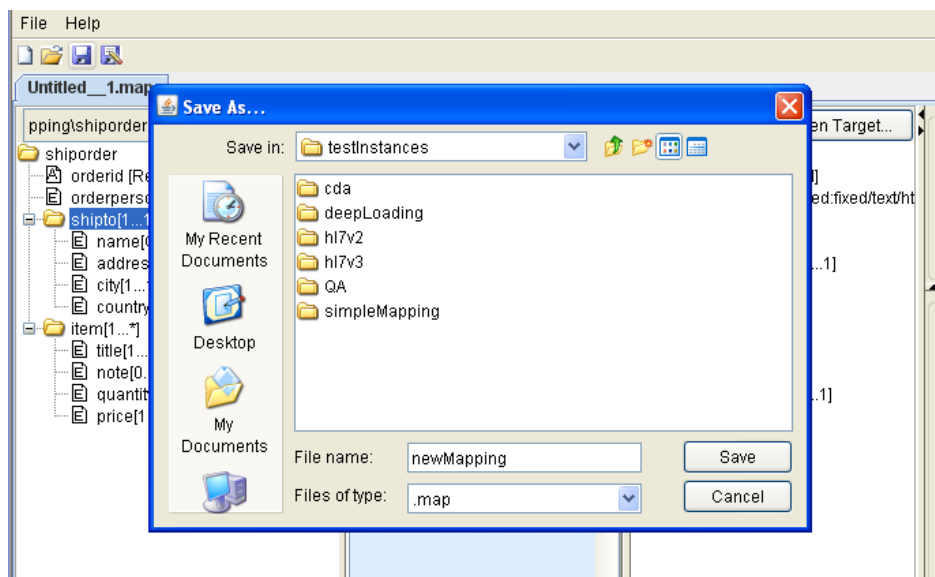 File Help
Untitled__1.map
Save As...
pping\shiporder
en Target...
Save in: testInstances
shiporder
orderid [Re
orderperso
ed:fixed/text/ht
shipto[1...1
name[
addres
...1]
city[1...
country
item[1...*]
title[1...
note[0.
quantit
..1]
price[1
My Recent
Documents
Desktop
My
Documents
cda
deepLoading
hl7v2
hl7v3
QA
simpleMapping
File name: newMapping Save
Files of type: .map Cancel